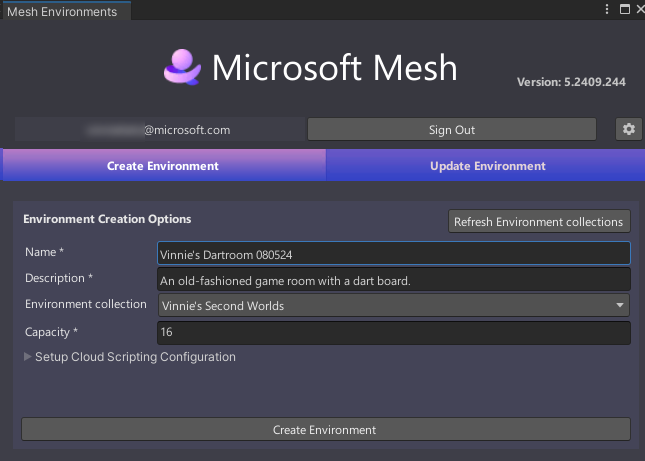 Mesh Environments
Microsoft Mesh
Version: 5.2409.244
@microsoft.com
Sign Out
Create Environment
Update Environment
Environment Creation Options
Refresh Environment collections
Name *
Vinnie's Dartroom 080524
Description *
An old-fashioned game room with a dart board.
Environment collection
Vinnie's Second Worlds
Capacity *
16
Setup Cloud Scripting Configuration
Create Environment